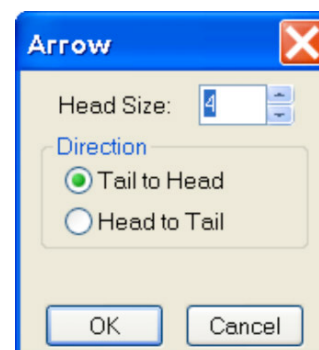 Arrow
Head Size: 4
Direction
Tail to Head
Head to Tail
OK Cancel